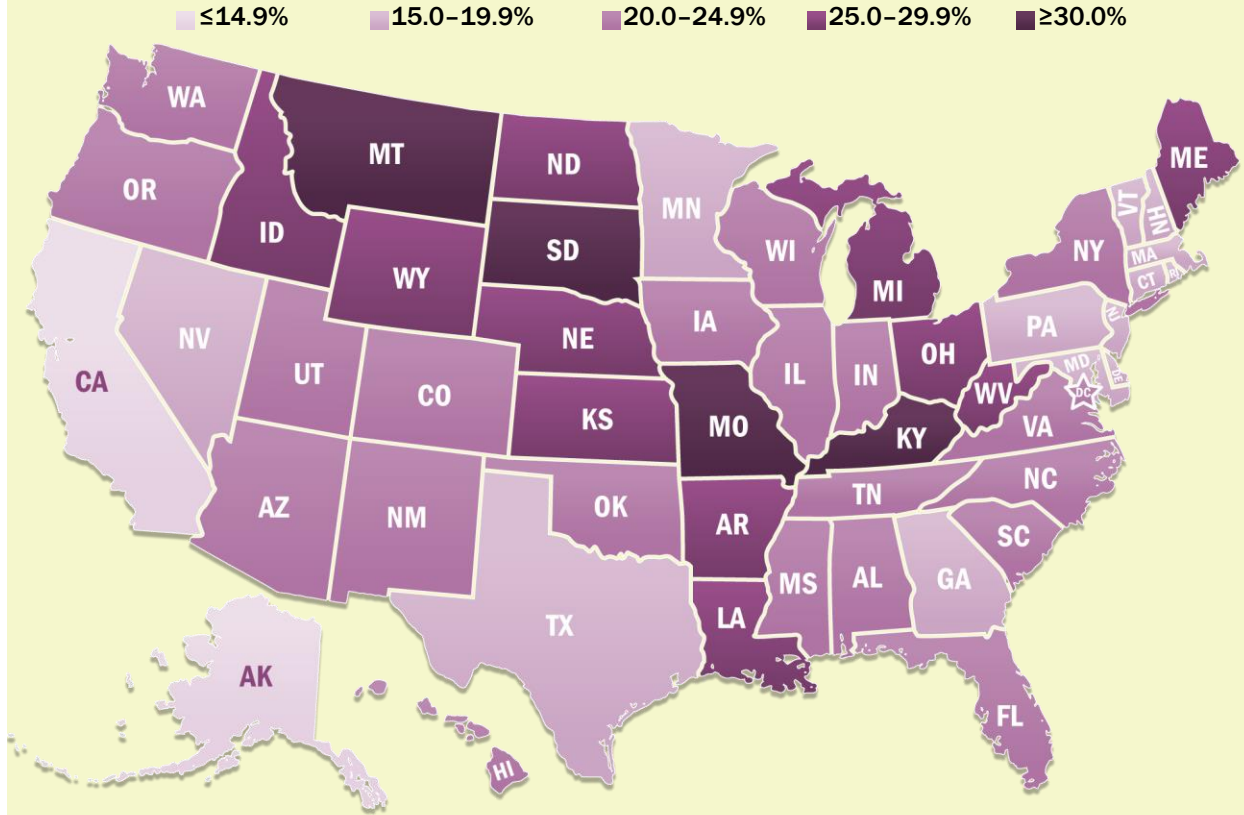 ≤14.9% 15.0–19.9% 20.0–24.9% 25.0–29.9% ≥30.0%
WA
MT
ND
ME
OR
MN
VT
NH
ID
SD
WI
NY
MA
WY
MI
CT
RI
IA
PA
NJ
NV
NE
OH
CA
UT
CO
IL
IN
MD
DE
WV
DC
KS
MO
KY
VA
AZ
NM
OK
TN
NC
AR
SC
MS
AL
GA
TX
LA
AK
FL
HI